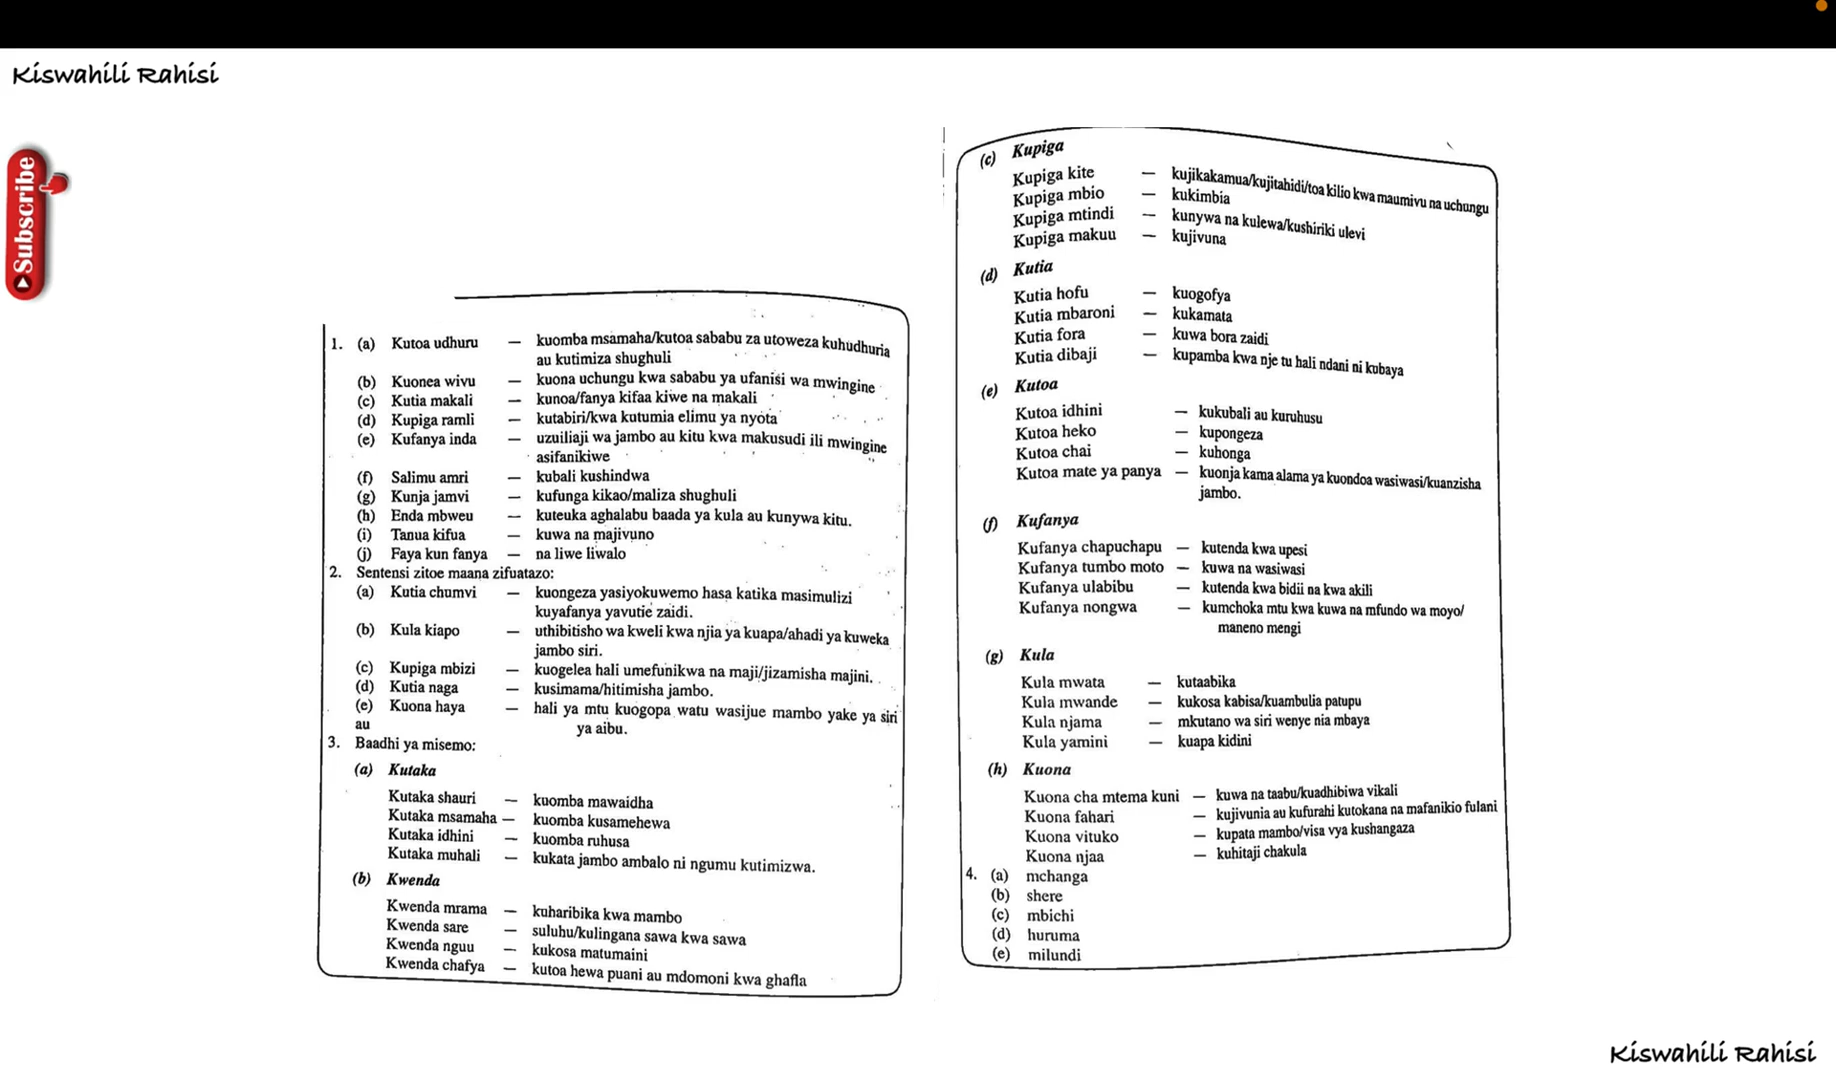 Kiswahili Rahisi
Subscribe
1. (a) Kutoa udhuru — kuomba msamaha/kutoa sababu za utoweza kuhudhuria
au kutimiza shughuli
(b) Kuonea wivu — kuona uchungu kwa sababu ya ufanisi wa mwingine
(c) Kutia makali — kunoa/fanya kifaa kiwe na makali
(d) Kupiga ramli — kutabiri/kwa kutumia elimu ya nyota
(e) Kufanya inda — uzuiliaji wa jambo au kitu kwa makusudi ili mwingine
asifanikiwe
(f) Salimu amri — kubali kushindwa
(g) Kunja jamvi — kufunga kikao/maliza shughuli
(h) Enda mbweu — kuteuka aghalabu baada ya kula au kunywa kitu.
(i) Tanua kifua — kuwa na majivuno
(j) Faya kun fanya — na liwe liwalo
2. Sentensi zitoe maana zifuatazo:
(a) Kutia chumvi — kuongeza yasiyokuwemo hasa katika masimulizi
kuyafanya yavutie zaidi.
(b) Kula kiapo — uthibitisho wa kweli kwa njia ya kuapa/ahadi ya kuweka
jambo siri.
(c) Kupiga mbizi — kuogelea hali umefunikwa na maji/jizamisha majini.
(d) Kutia naga — kusimama/hitimisha jambo.
(e) Kuona haya — hali ya mtu kuogopa watu wasijue mambo yake ya siri
au ya aibu.
3. Baadhi ya misemo:
(a) Kutaka
Kutaka shauri — kuomba mawaidha
Kutaka msamaha — kuomba kusamehewa
Kutaka idhini — kuomba ruhusa
Kutaka muhali — kukata jambo ambalo ni ngumu kutimizwa.
(b) Kwenda
Kwenda mrama — kuharibika kwa mambo
Kwenda sare — suluhu/kulingana sawa kwa sawa
Kwenda nguu — kukosa matumaini
Kwenda chafya — kutoa hewa puani au mdomoni kwa ghafla
(c) Kupiga
Kupiga kite — kujikakamua/kujitahidi/toa kilio kwa maumivu na uchungu
Kupiga mbio — kukimbia
Kupiga mtindi — kunywa na kulewa/kushiriki ulevi
Kupiga makuu — kujivuna
(d) Kutia
Kutia hofu — kuogofya
Kutia mbaroni — kukamata
Kutia fora — kuwa bora zaidi
Kutia dibaji — kupamba kwa nje tu hali ndani ni kubaya
(e) Kutoa
Kutoa idhini — kukubali au kuruhusu
Kutoa heko — kupongeza
Kutoa chai — kuhonga
Kutoa mate ya panya — kuonja kama alama ya kuondoa wasiwasi/kuanzisha
jambo.
(f) Kufanya
Kufanya chapuchapu — kutenda kwa upesi
Kufanya tumbo moto — kuwa na wasiwasi
Kufanya ulabibu — kutenda kwa bidii na kwa akili
Kufanya nongwa — kumchoka mtu kwa kuwa na mfundo wa moyo/
maneno mengi
(g) Kula
Kula mwata — kutaabika
Kula mwande — kukosa kabisa/kuambulia patupu
Kula njama — mkutano wa siri wenye nia mbaya
Kula yamini — kuapa kidini
(h) Kuona
Kuona cha mtema kuni — kuwa na taabu/kuadhibiwa vikali
Kuona fahari — kujivunia au kufurahi kutokana na mafanikio fulani
Kuona vituko — kupata mambo/visa vya kushangaza
Kuona njaa — kuhitaji chakula
4. (a) mchanga
(b) shere
(c) mbichi
(d) huruma
(e) milundi
Kiswahili Rahisi